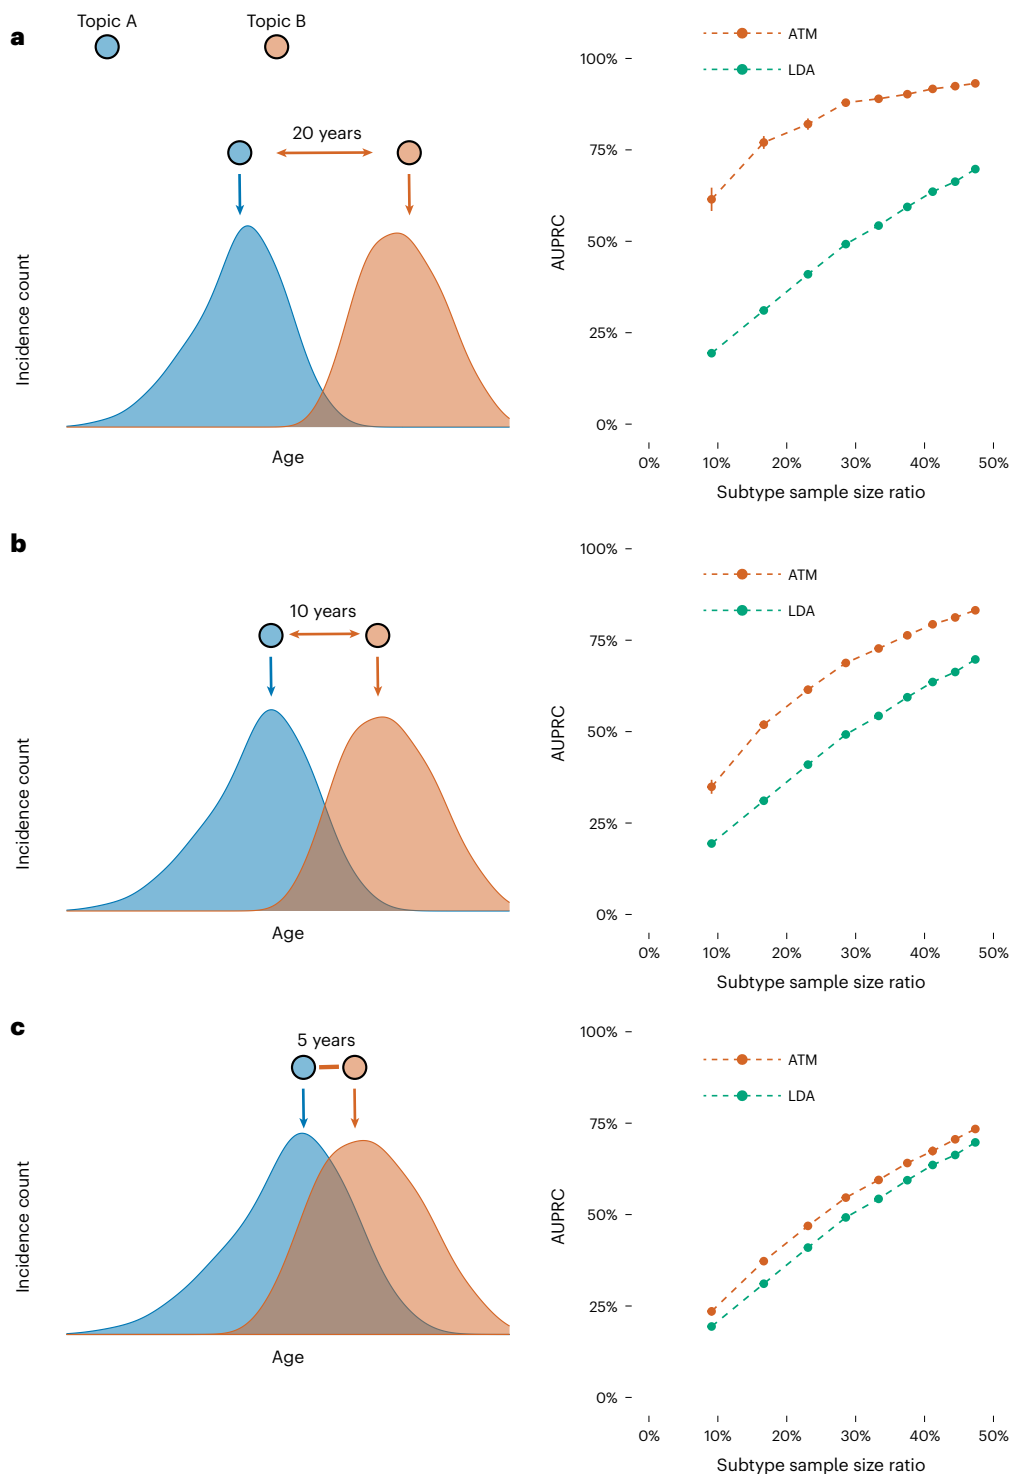 a
Topic A
Topic B
20 years
Incidence count
Age
ATM
LDA
100%
75%
50%
25%
0%
AUPRC
0% 10% 20% 30% 40% 50%
Subtype sample size ratio
b
10 years
Incidence count
Age
ATM
LDA
100%
75%
50%
25%
0%
AUPRC
0% 10% 20% 30% 40% 50%
Subtype sample size ratio
c
5 years
Incidence count
Age
ATM
LDA
100%
75%
50%
25%
0%
AUPRC
0% 10% 20% 30% 40% 50%
Subtype sample size ratio